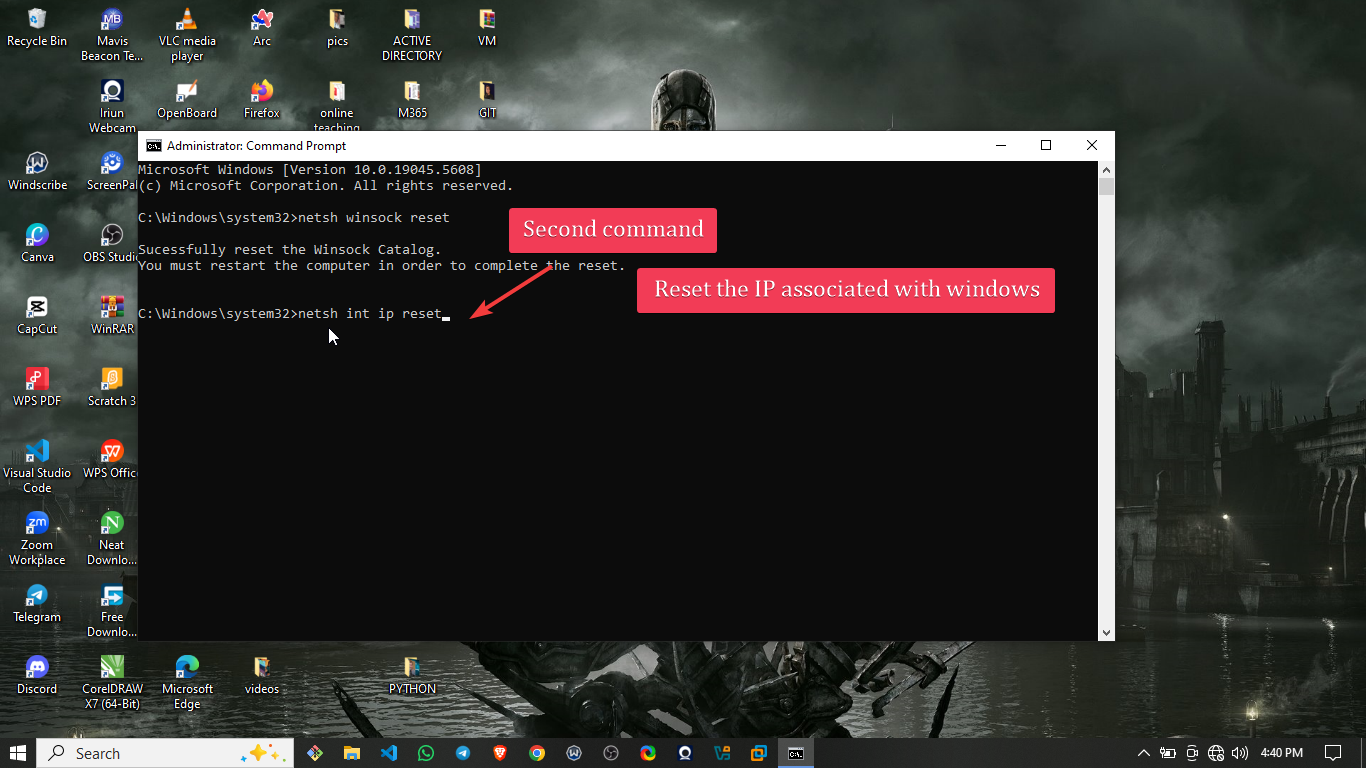 Recycle Bin
Mavis
Beacon Te...
VLC media
player
Arc
pics
ACTIVE
DIRECTORY
VM
Iriun
Webcam
OpenBoard
Firefox
online
teaching
M365
GIT
Administrator: Command Prompt
Microsoft Windows [Version 10.0.19045.5608]
(c) Microsoft Corporation. All rights reserved.
C:\Windows\system32>netsh winsock reset
Second command
Sucessfully reset the Winsock Catalog.
You must restart the computer in order to complete the reset.
Reset the IP associated with windows
C:\Windows\system32>netsh int ip reset
Windscribe
ScreenPal
Canva
OBS Studio
CapCut
WinRAR
WPS PDF
Scratch 3
Visual Studio
Code
WPS Offic
Zoom
Workplace
Neat
Downlo...
Telegram
Free
Downlo...
Discord
CorelDRAW
X7 (64-Bit)
Microsoft
Edge
videos
PYTHON
Search
4:40 PM